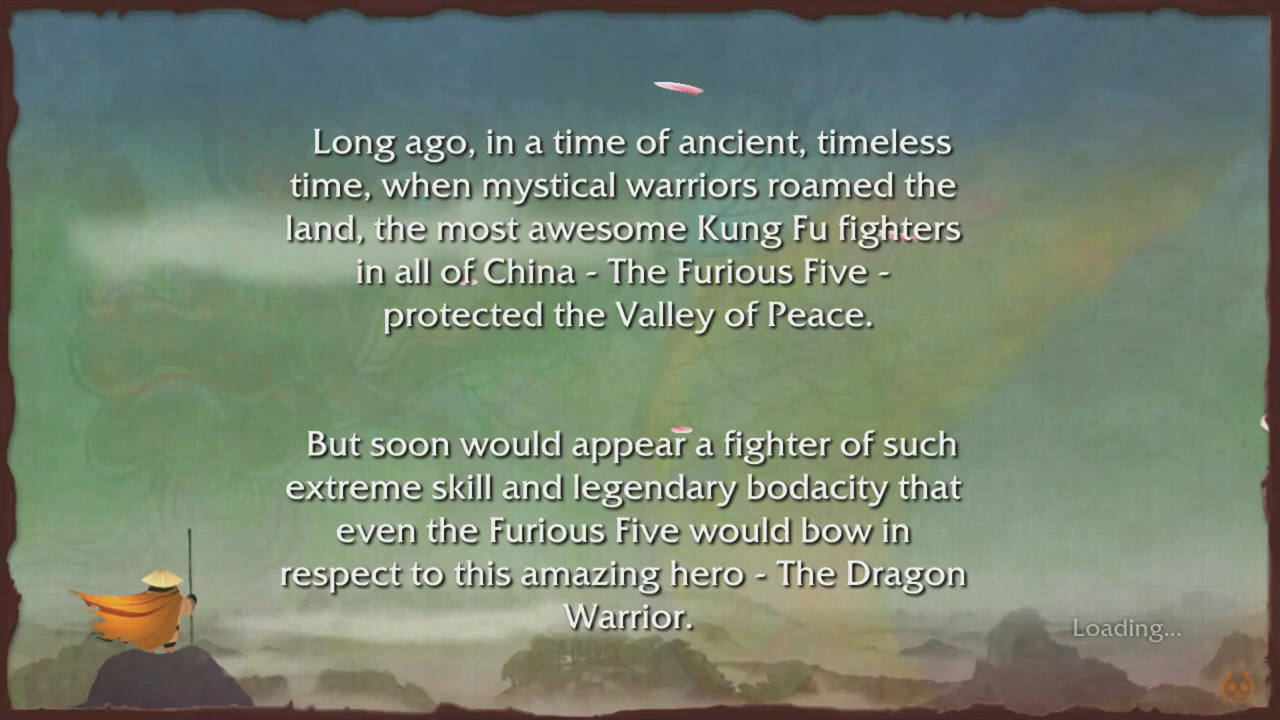 Long ago, in a time of ancient, timeless
time, when mystical warriors roamed the
land, the most awesome Kung Fu fighters
in all of China - The Furious Five -
protected the Valley of Peace.
But soon would appear a fighter of such
extreme skill and legendary bodacity that
even the Furious Five would bow in
respect to this amazing hero - The Dragon
Warrior.
Loading...